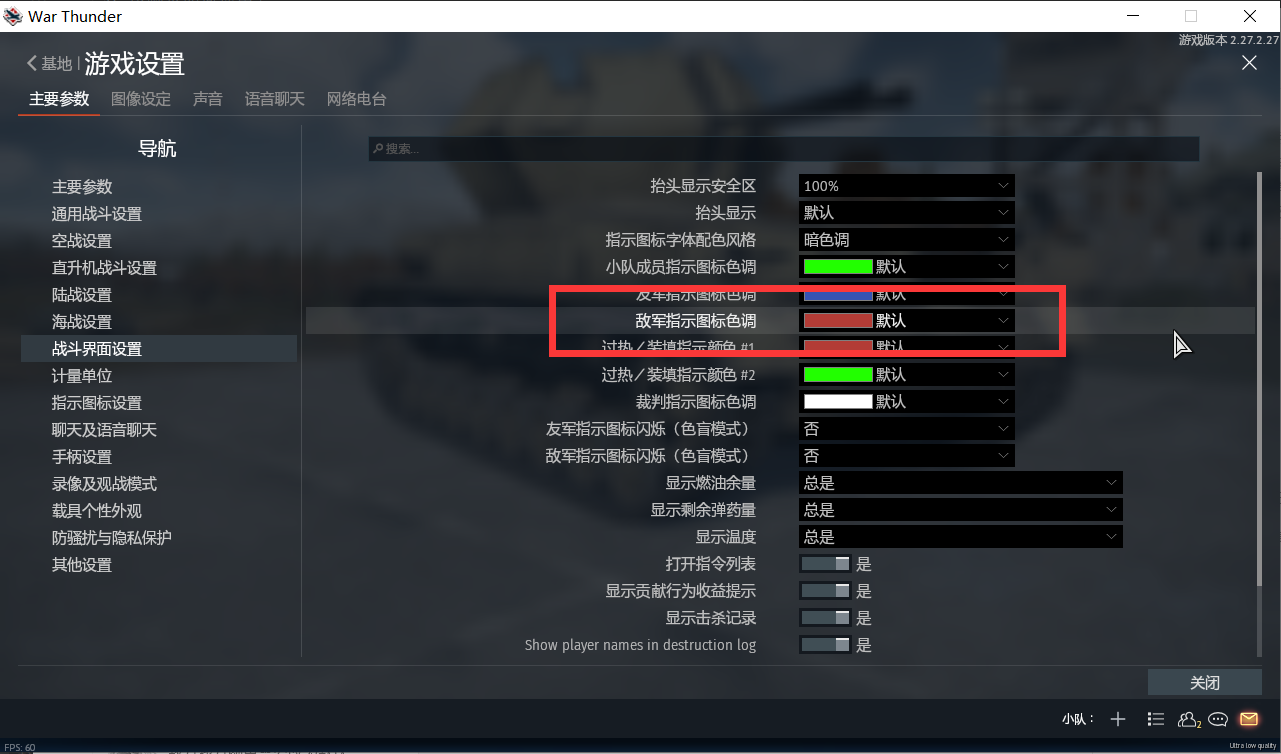 War Thunder
游戏版本 2.27.2.27
基地 | 游戏设置
主要参数 图像设定 声音 语音聊天 网络电台
导航
搜索...
主要参数
通用战斗设置
空战设置
直升机战斗设置
陆战设置
海战设置
战斗界面设置
计量单位
指示图标设置
聊天及语音聊天
手柄设置
录像及观战模式
载具个性外观
防骚扰与隐私保护
其他设置
抬头显示安全区 100%
抬头显示 默认
指示图标字体配色风格 暗色调
小队成员指示图标色调 默认
友军指示图标色调 默认
敌军指示图标色调 默认
过热／装填指示颜色 #1 默认
过热／装填指示颜色 #2 默认
裁判指示图标色调 默认
友军指示图标闪烁（色盲模式） 否
敌军指示图标闪烁（色盲模式） 否
显示燃油余量 总是
显示剩余弹药量 总是
显示温度 总是
打开指令列表 是
显示贡献行为收益提示 是
显示击杀记录 是
Show player names in destruction log 是
关闭
小队：
2
FPS: 60
Ultra low quality